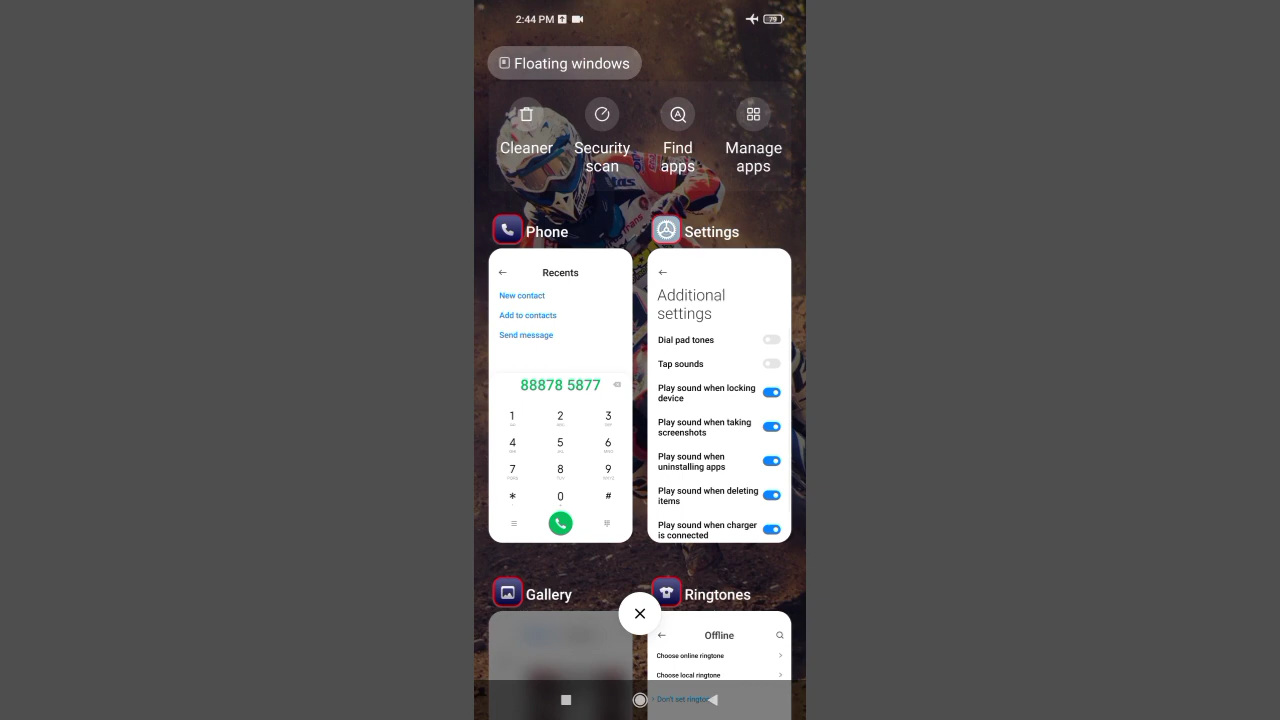 2:44 PM
79
Floating windows
Cleaner
Security
scan
Find
apps
Manage
apps
Phone
Recents
New contact
Add to contacts
Send message
88878 5877
1
2
3
4
5
6
7
8
9
*
0
#
Settings
Additional
settings
Dial pad tones
Tap sounds
Play sound when locking
device
Play sound when taking
screenshots
Play sound when
uninstalling apps
Play sound when deleting
items
Play sound when charger
is connected
Gallery
Ringtones
Offline
Choose online ringtone
Choose local ringtone